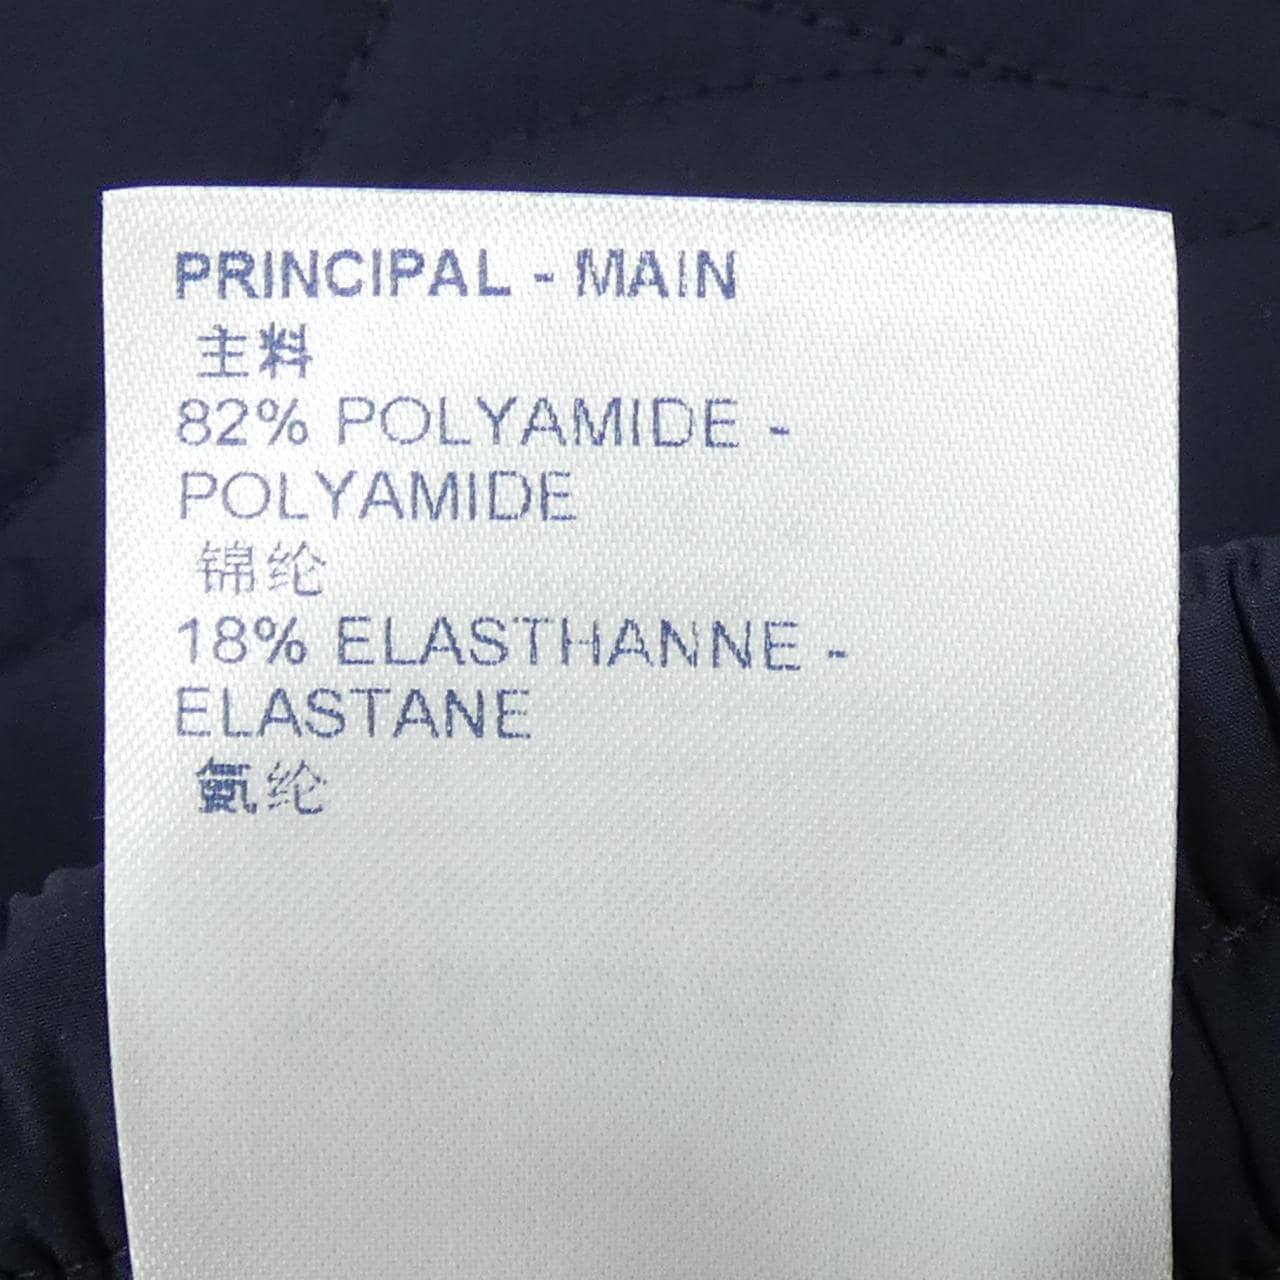 PRINCIPAL - MAIN
主料
82% POLYAMIDE -
POLYAMIDE
锦纶
18% ELASTHANNE -
ELASTANE
氨纶